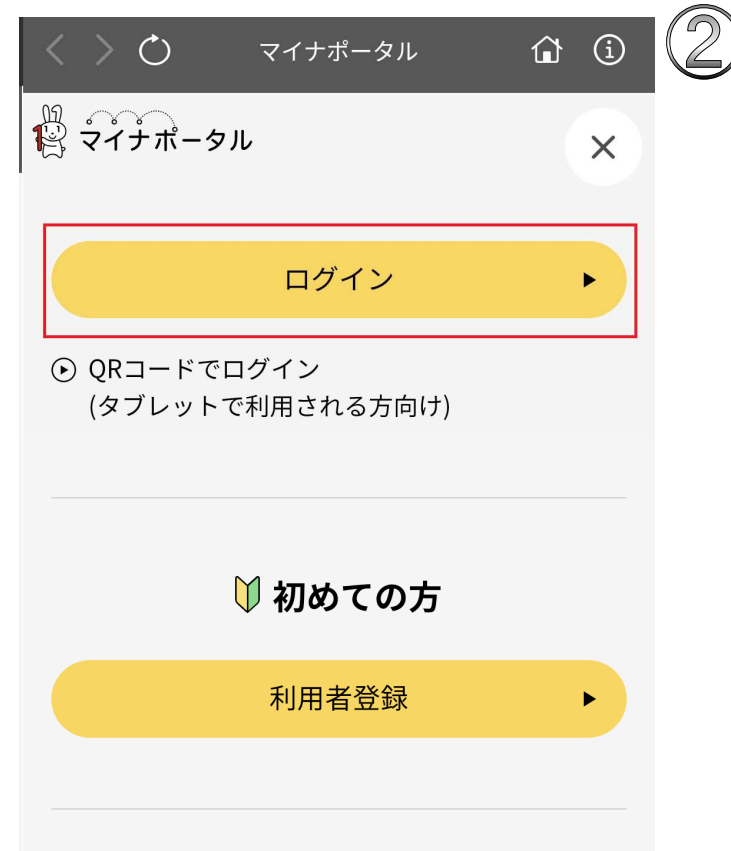 マイナポータル
②
マイナポータル
ログイン
QRコードでログイン
(タブレットで利用される方向け)
初めての方
利用者登録